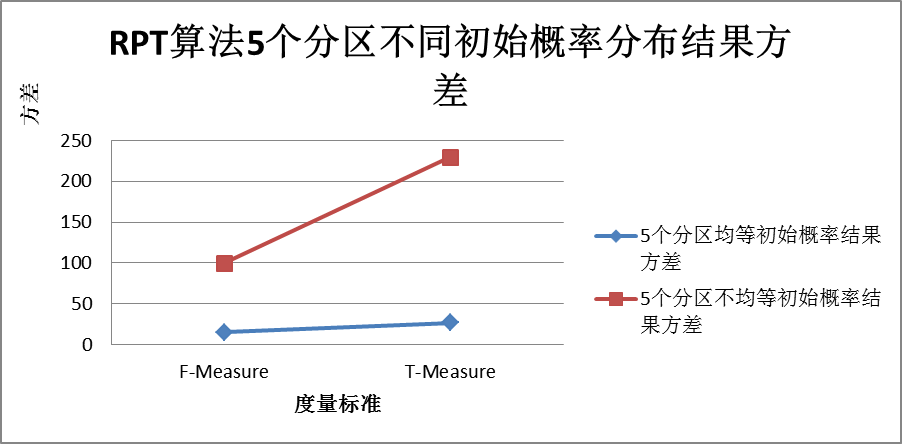 RPT算法5个分区不同初始概率分布结果方
差
方差
250
200
150
100
50
0
F-Measure
T-Measure
度量标准
5个分区均等初始概率结果
方差
5个分区不均等初始概率结
果方差